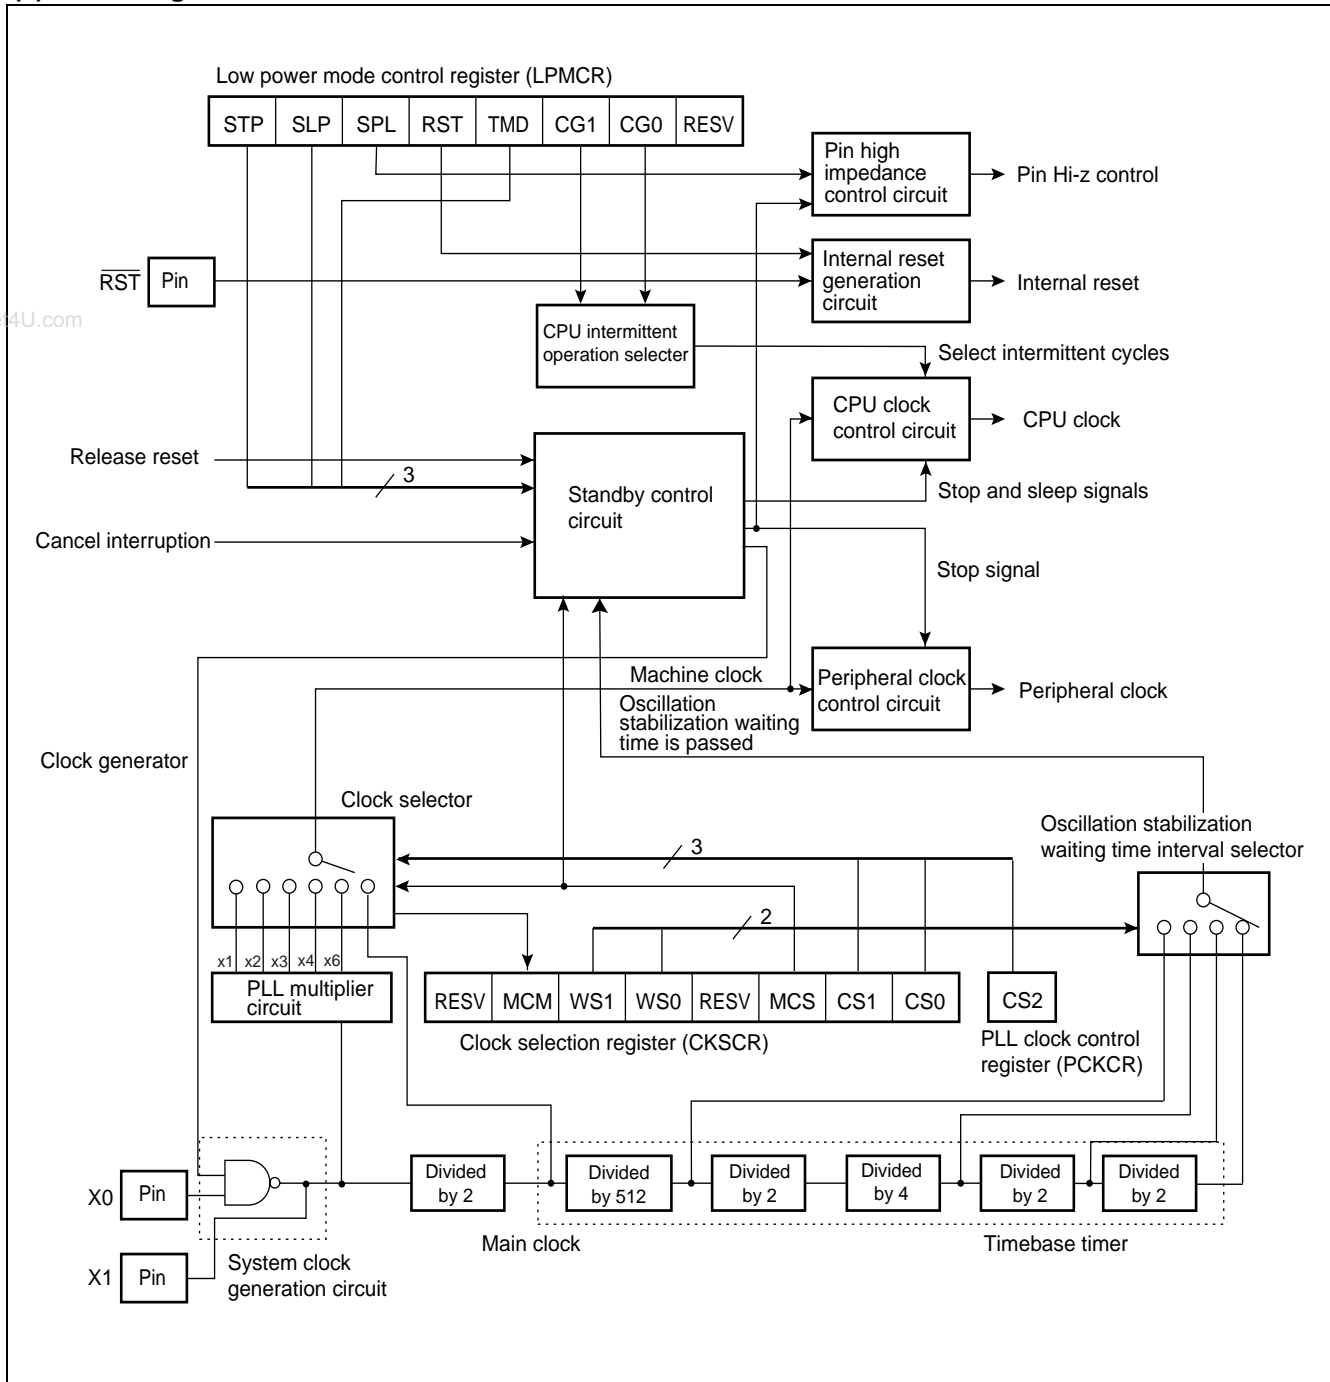 Low power mode control register (LPMCR)
STP SLP SPL RST TMD CG1 CG0 RESV
Pin high
impedance
control circuit
Pin Hi-z control
RST
Pin
Internal reset
generation
circuit
Internal reset
CPU intermittent
operation selecter
Select intermittent cycles
CPU clock
control circuit
CPU clock
Release reset
3
Standby control
circuit
Stop and sleep signals
Cancel interruption
Stop signal
Machine clock
Peripheral clock
control circuit
Peripheral clock
Oscillation
stabilization waiting
time is passed
Clock generator
Clock selector
Oscillation stabilization
waiting time interval selector
3
2
x1 x2 x3 x4 x6
PLL multiplier
circuit
RESV MCM WS1 WS0 RESV MCS CS1 CS0
CS2
Clock selection register (CKSCR)
PLL clock control
register (PCKCR)
X0
Pin
Divided
by 2
Divided
by 512
Divided
by 2
Divided
by 4
Divided
by 2
Divided
by 2
Main clock
Timebase timer
X1
Pin
System clock
generation circuit